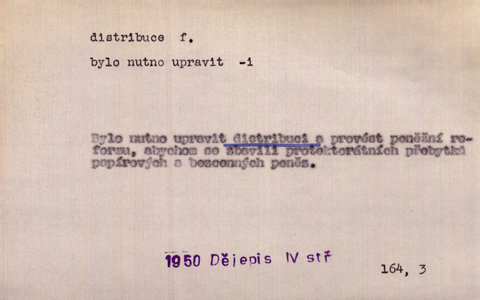 distribuce f.
bylo nutno upravit -i
Bylo nutno upravit distribuci a provést peněžní re-
formu, abychom se zbavili protektorátních přebytků
papírových a bezcenných peněz.
1950 Dějepis IV stř
164, 3